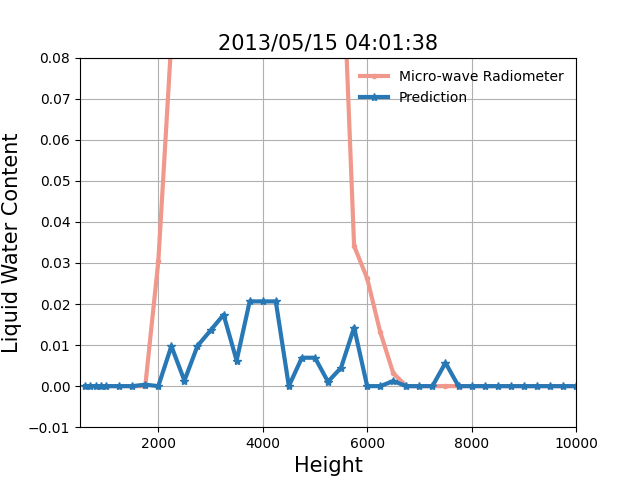 2013/05/15 04:01:38
Liquid Water Content
0.08
0.07
0.06
0.05
0.04
0.03
0.02
0.01
0.00
−0.01
Micro-wave Radiometer
Prediction
2000 4000 6000 8000 10000
Height